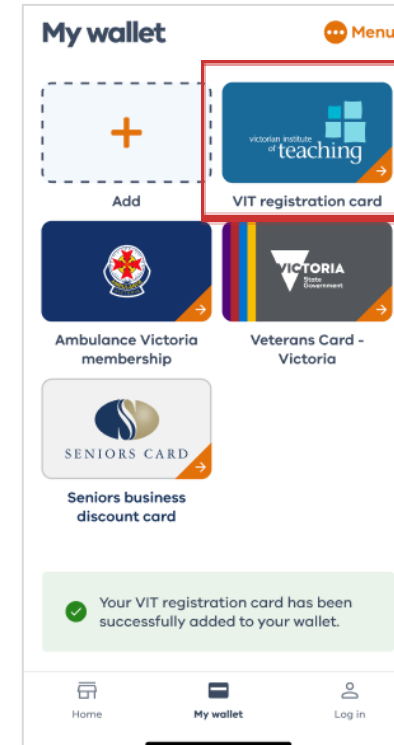 My wallet
Menu
Add
victorian institute
of teaching
VIT registration card
VICTORIA
State
Government
Ambulance Victoria
membership
Veterans Card -
Victoria
SENIORS CARD
Seniors business
discount card
Your VIT registration card has been
successfully added to your wallet.
Home
My wallet
Log in